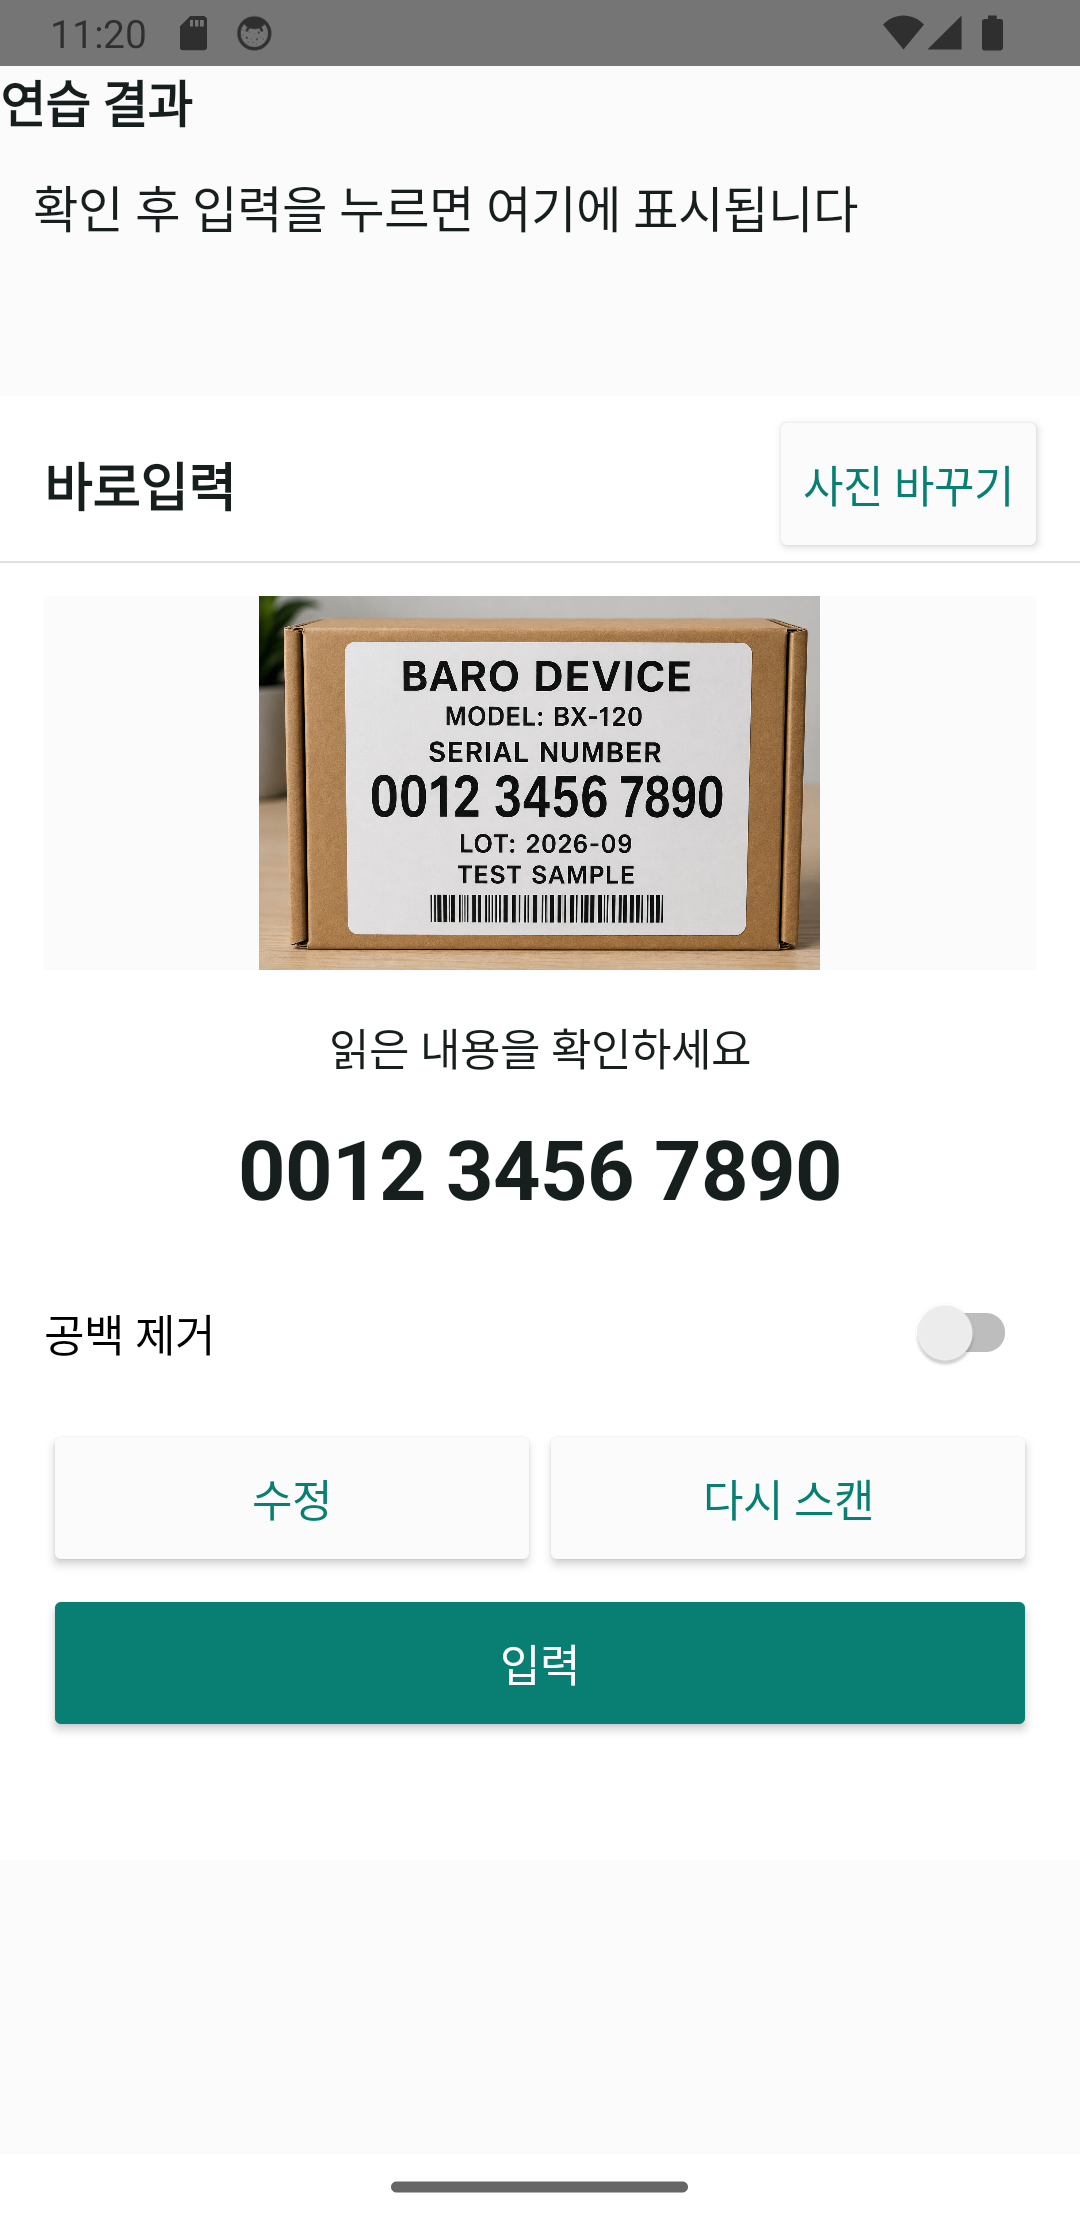 11:20
연습 결과
확인 후 입력을 누르면 여기에 표시됩니다
바로입력
사진 바꾸기
BARO DEVICE
MODEL: BX-120
SERIAL NUMBER
0012 3456 7890
LOT: 2026-09
TEST SAMPLE
읽은 내용을 확인하세요
0012 3456 7890
공백 제거
수정
다시 스캔
입력